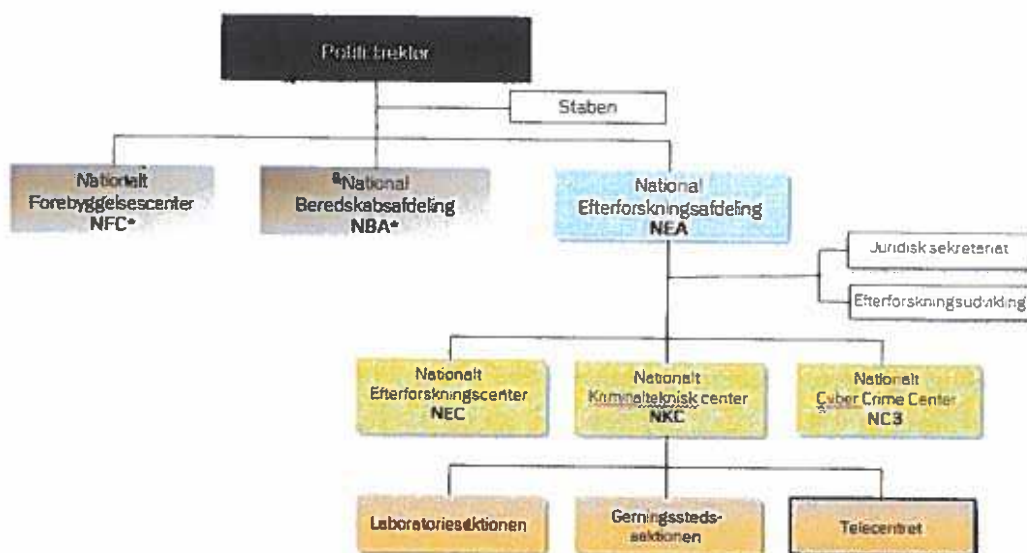 Politidirektør
Staben
Nationalt
Forebyggelsescenter
NFC*
National
Beredskabsafdeling
NBA*
National
Efterforskningsafdeling
NEA
Juridisk sekretariat
Efterforskningsudvikling
Nationalt
Efterforskningscenter
NEC
Nationalt
Kriminalteknisk center
NKC
Nationalt
Cyber Crime Center
NC3
Laboratoriesektionen
Gerningssteds-
sektionen
Telecentret